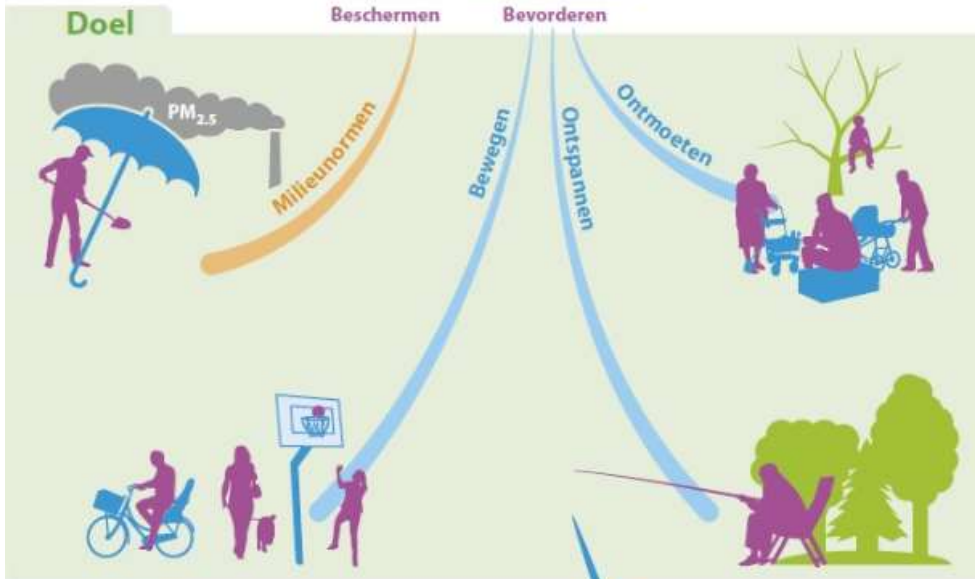 Doel
Beschermen
Bevorderen
PM2.5
Milieunormen
Bewegen
Ontspannen
Ontmoeten